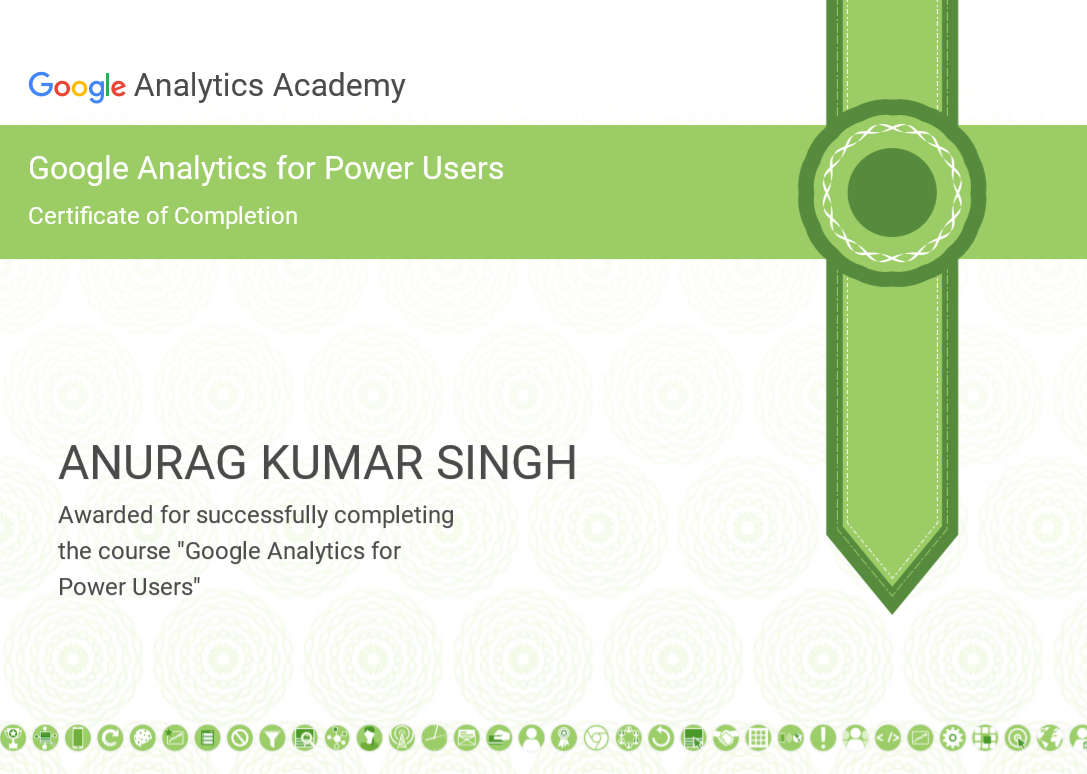 Google Analytics Academy
Google Analytics for Power Users
Certificate of Completion
ANURAG KUMAR SINGH
Awarded for successfully completing
the course "Google Analytics for
Power Users"